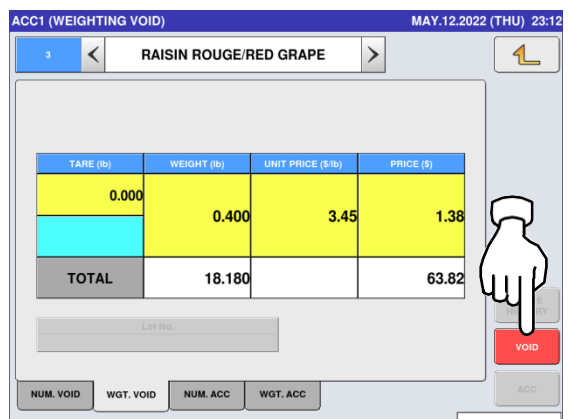 ACC1 (WEIGHTING VOID) MAY.12.2022 (THU) 23:12
3 < RAISIN ROUGE/RED GRAPE >
TARE (lb) WEIGHT (lb) UNIT PRICE ($/lb) PRICE ($)
0.000
0.400 3.45 1.38
TOTAL 18.180 63.82
Lot No.
VOID
ACC
NUM. VOID WGT. VOID NUM. ACC WGT. ACC